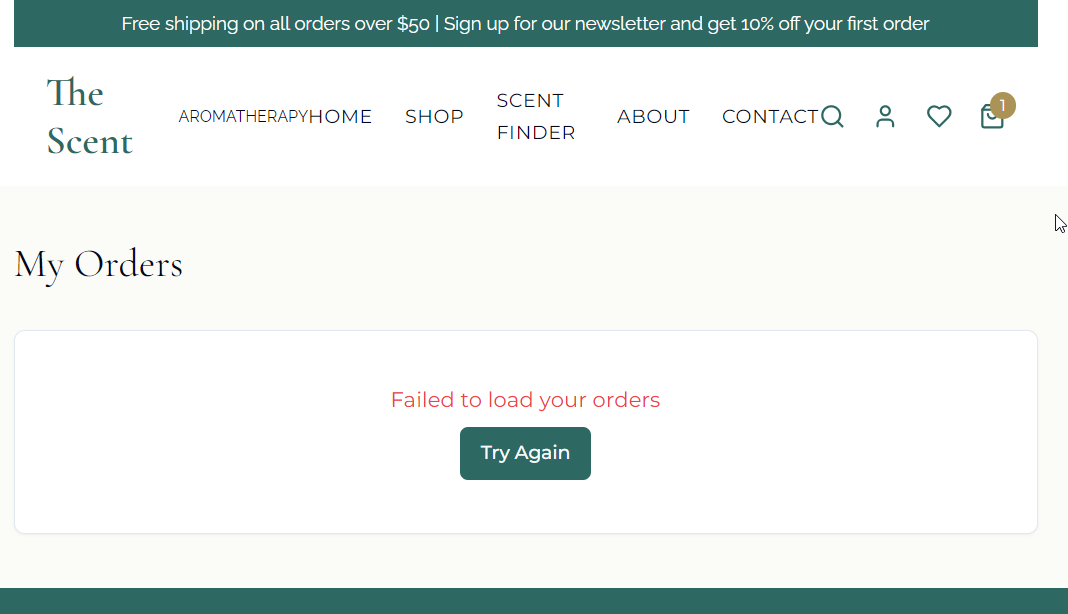 Free shipping on all orders over $50 | Sign up for our newsletter and get 10% off your first order
The
Scent
AROMATHERAPY
HOME
SHOP
SCENT
FINDER
ABOUT
CONTACT
1
My Orders
Failed to load your orders
Try Again